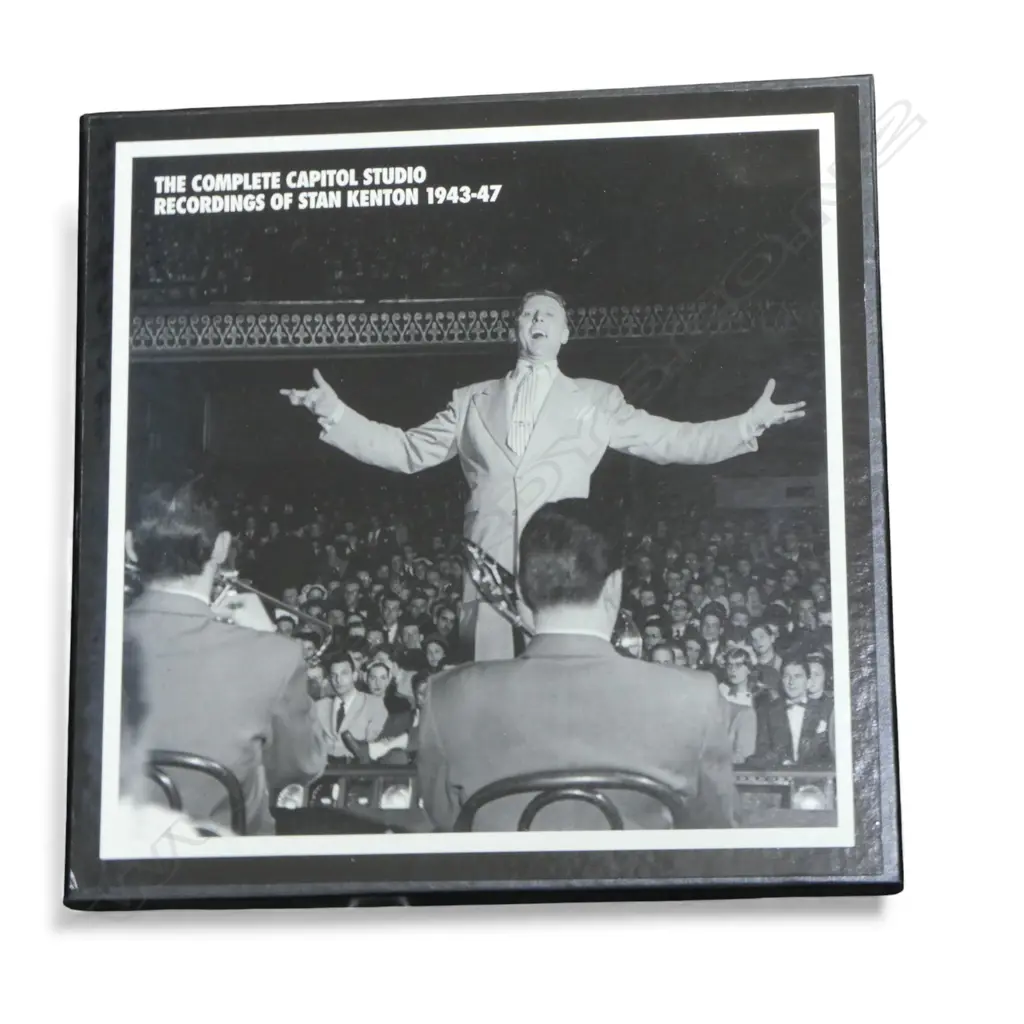 THE COMPLETE CAPITOL STUDIO
RECORDINGS OF STAN KENTON 1943-47